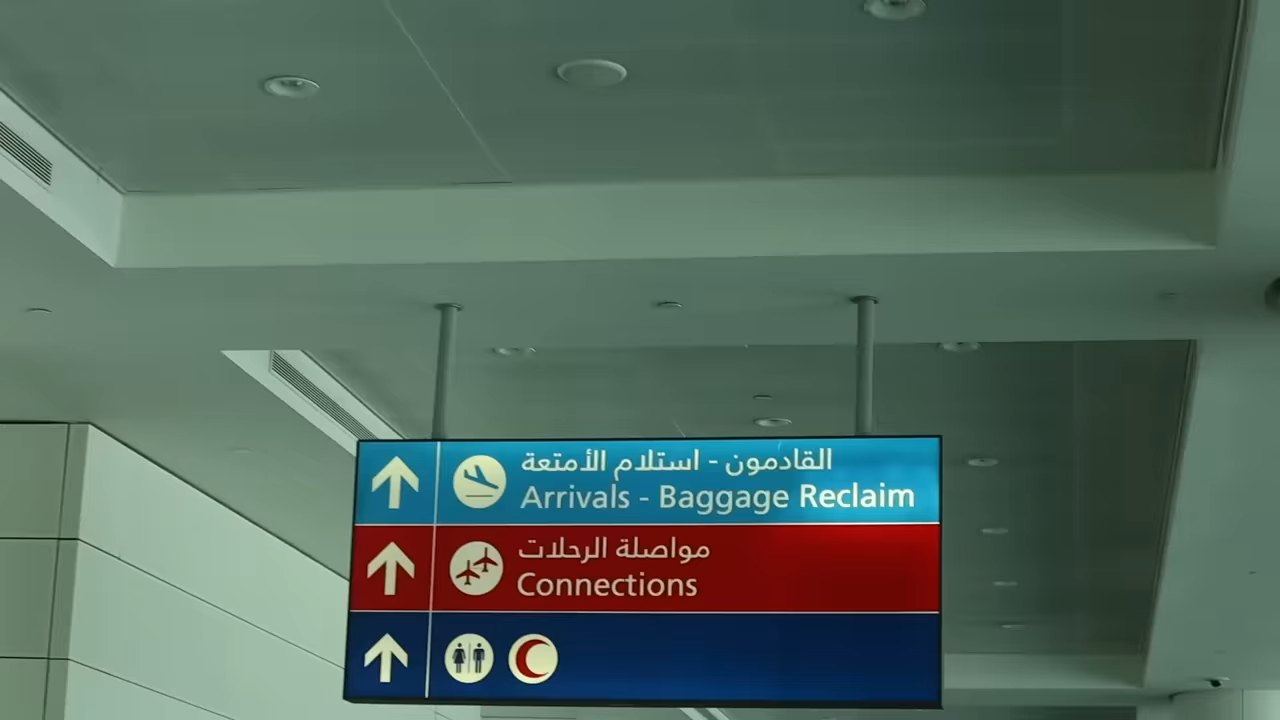 القادمون - استلام الأمتعة
Arrivals - Baggage Reclaim
مواصلة الرحلات
Connections